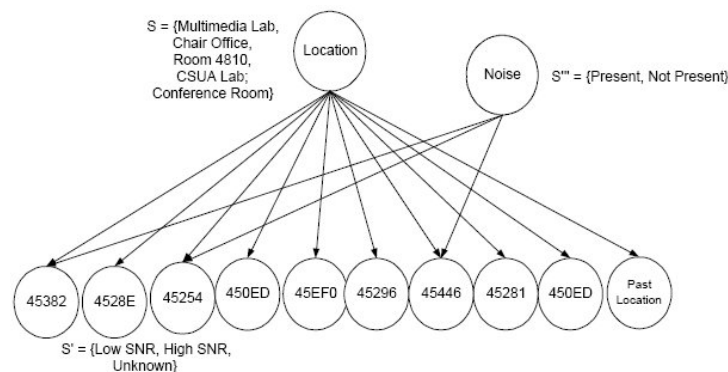 S = {Multimedia Lab,
Chair Office,
Room 4810,
CSUA Lab;
Conference Room}
Location
Noise
S''' = {Present, Not Present}
45382
4528E
45254
450ED
45EF0
45296
45446
45281
450ED
Past
Location
S' = {Low SNR, High SNR,
Unknown}